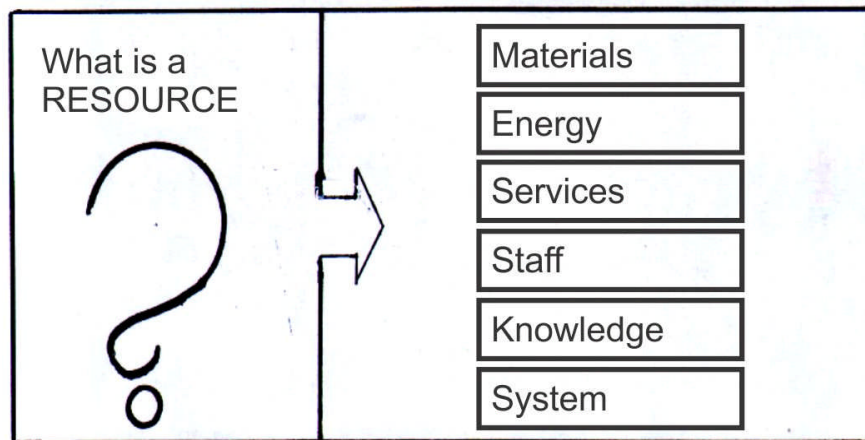 What is a
RESOURCE
Materials
Energy
Services
Staff
Knowledge
System